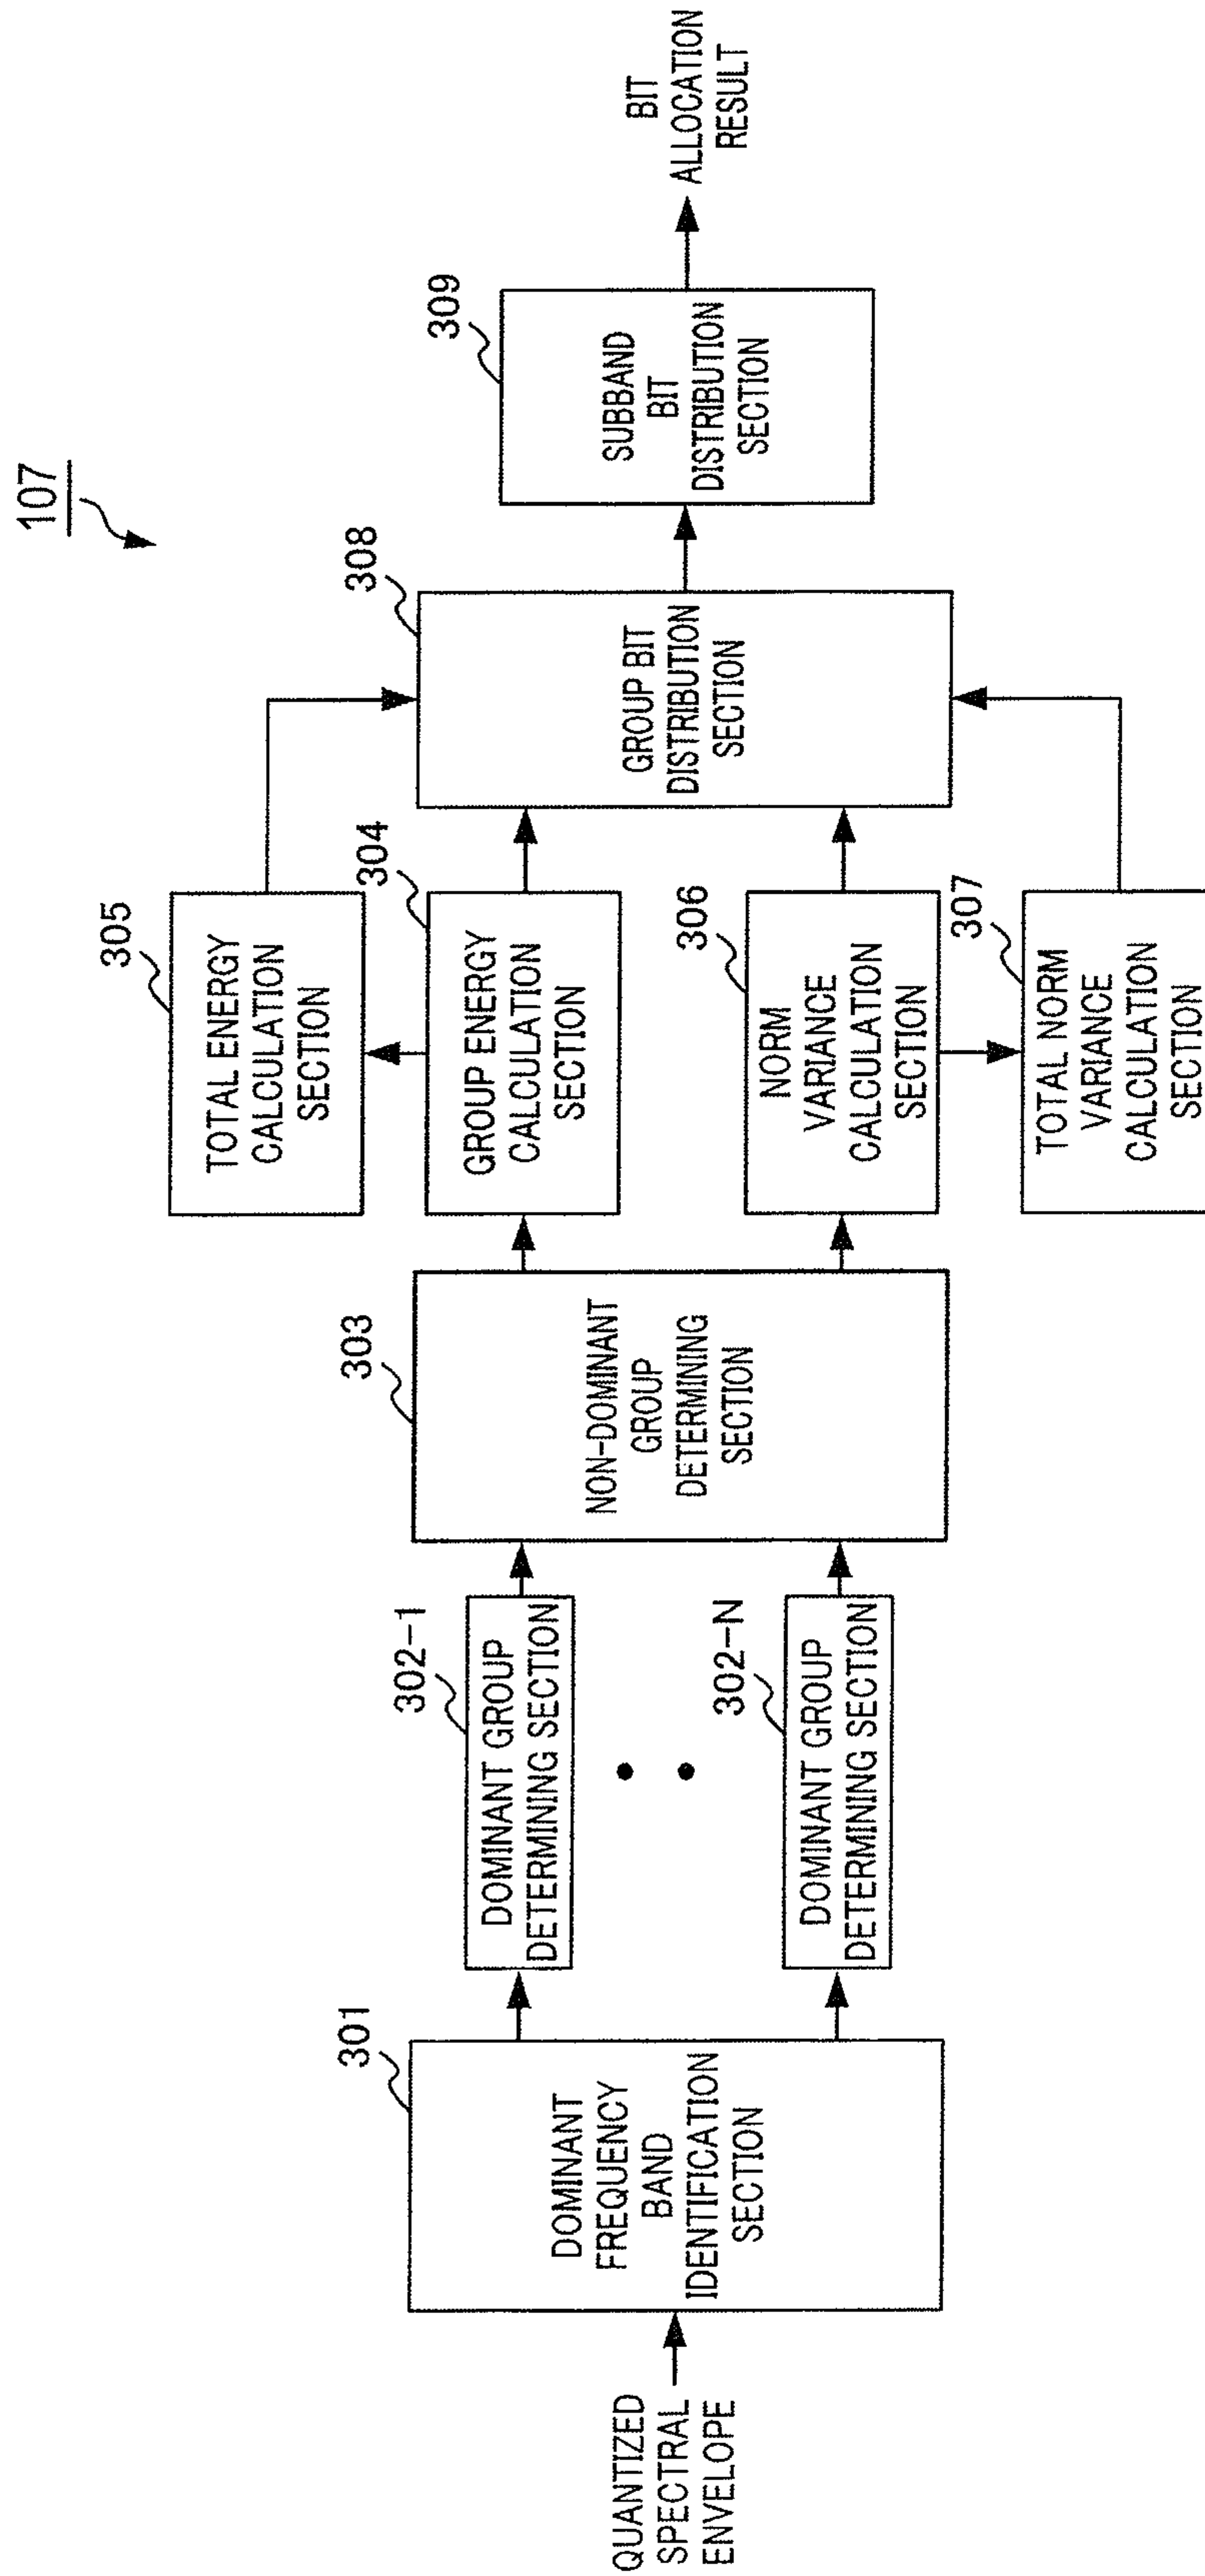 107
QUANTIZED
SPECTRAL
ENVELOPE
301
DOMINANT
FREQUENCY
BAND
IDENTIFICATION
SECTION
302-1
DOMINANT GROUP
DETERMINING SECTION
302-N
DOMINANT GROUP
DETERMINING SECTION
303
NON-DOMINANT
GROUP
DETERMINING
SECTION
305
TOTAL ENERGY
CALCULATION
SECTION
304
GROUP ENERGY
CALCULATION
SECTION
306
NORM
VARIANCE
CALCULATION
SECTION
307
TOTAL NORM
VARIANCE
CALCULATION
SECTION
308
GROUP BIT
DISTRIBUTION
SECTION
309
SUBBAND
BIT
DISTRIBUTION
SECTION
BIT
ALLOCATION
RESULT